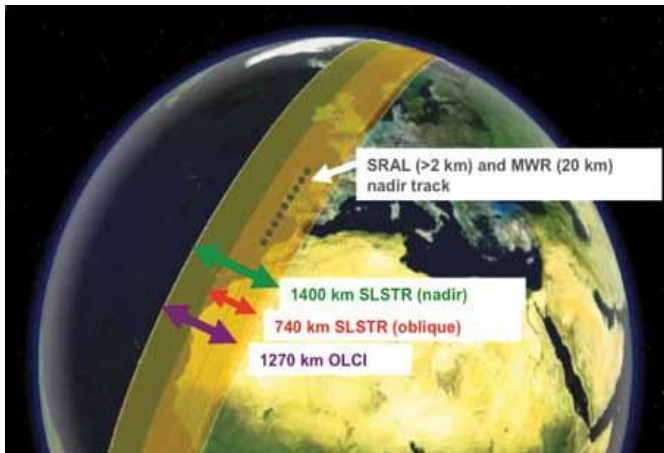 SRAL (>2 km) and MWR (20 km)
nadir track
1400 km SLSTR (nadir)
740 km SLSTR (oblique)
1270 km OLCI